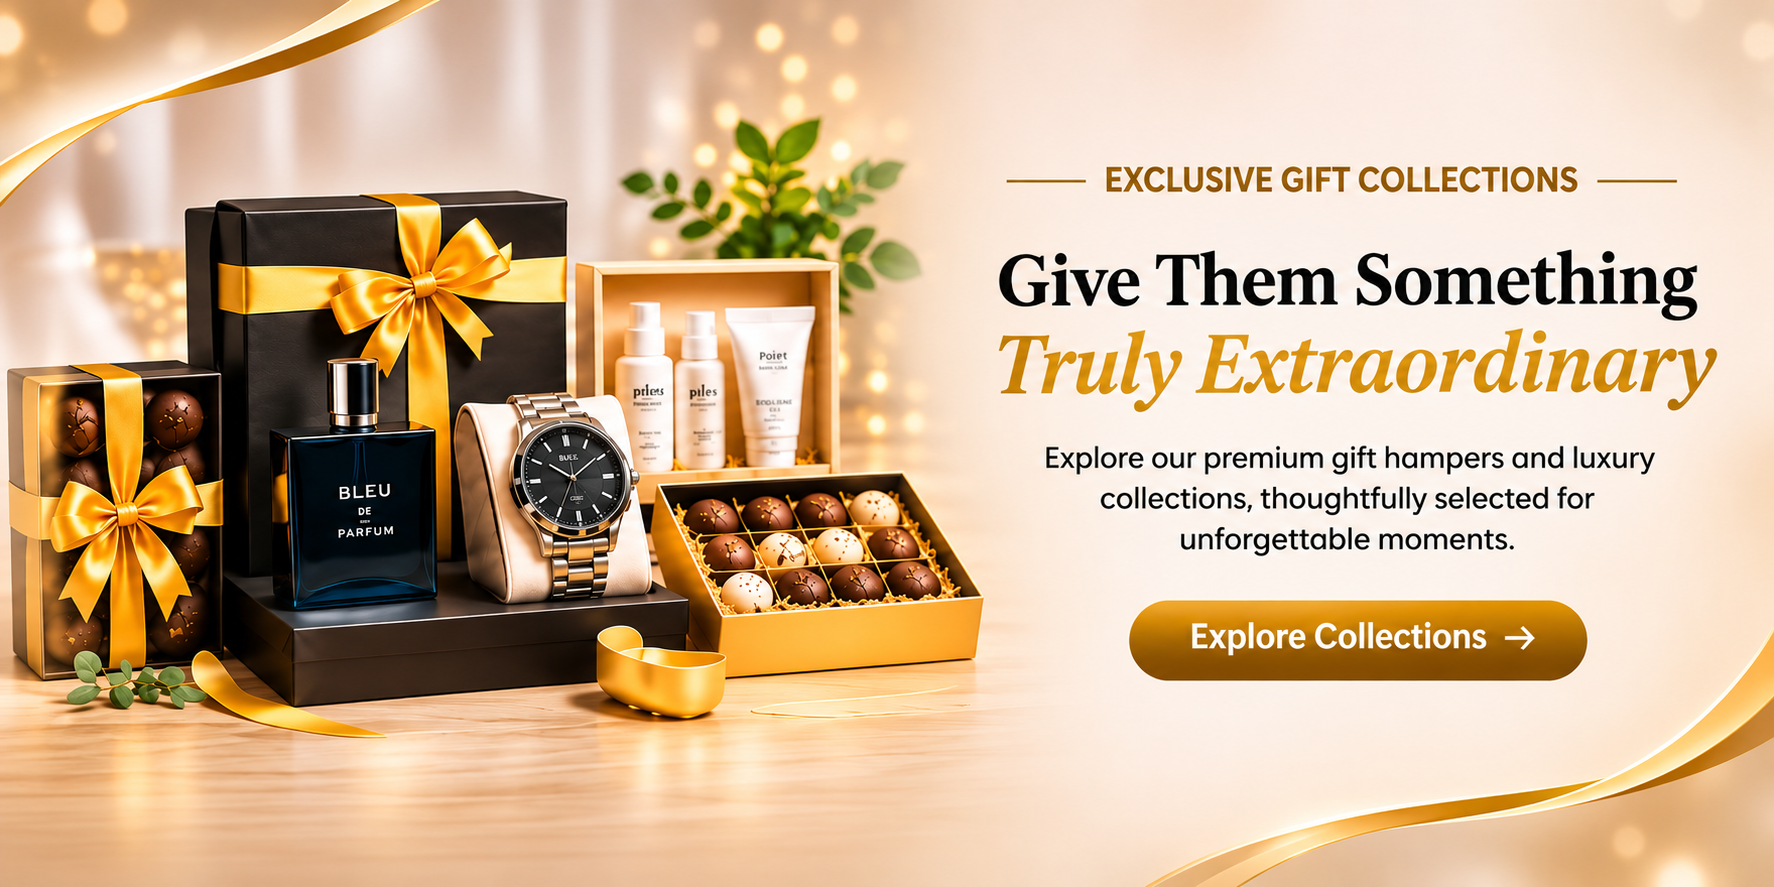 EXCLUSIVE GIFT COLLECTIONS
Give Them Something
Truly Extraordinary
Explore our premium gift hampers and luxury
collections, thoughtfully selected for
unforgettable moments.
Explore Collections →
BLEU
DE
PARFUM
piles
Poiet